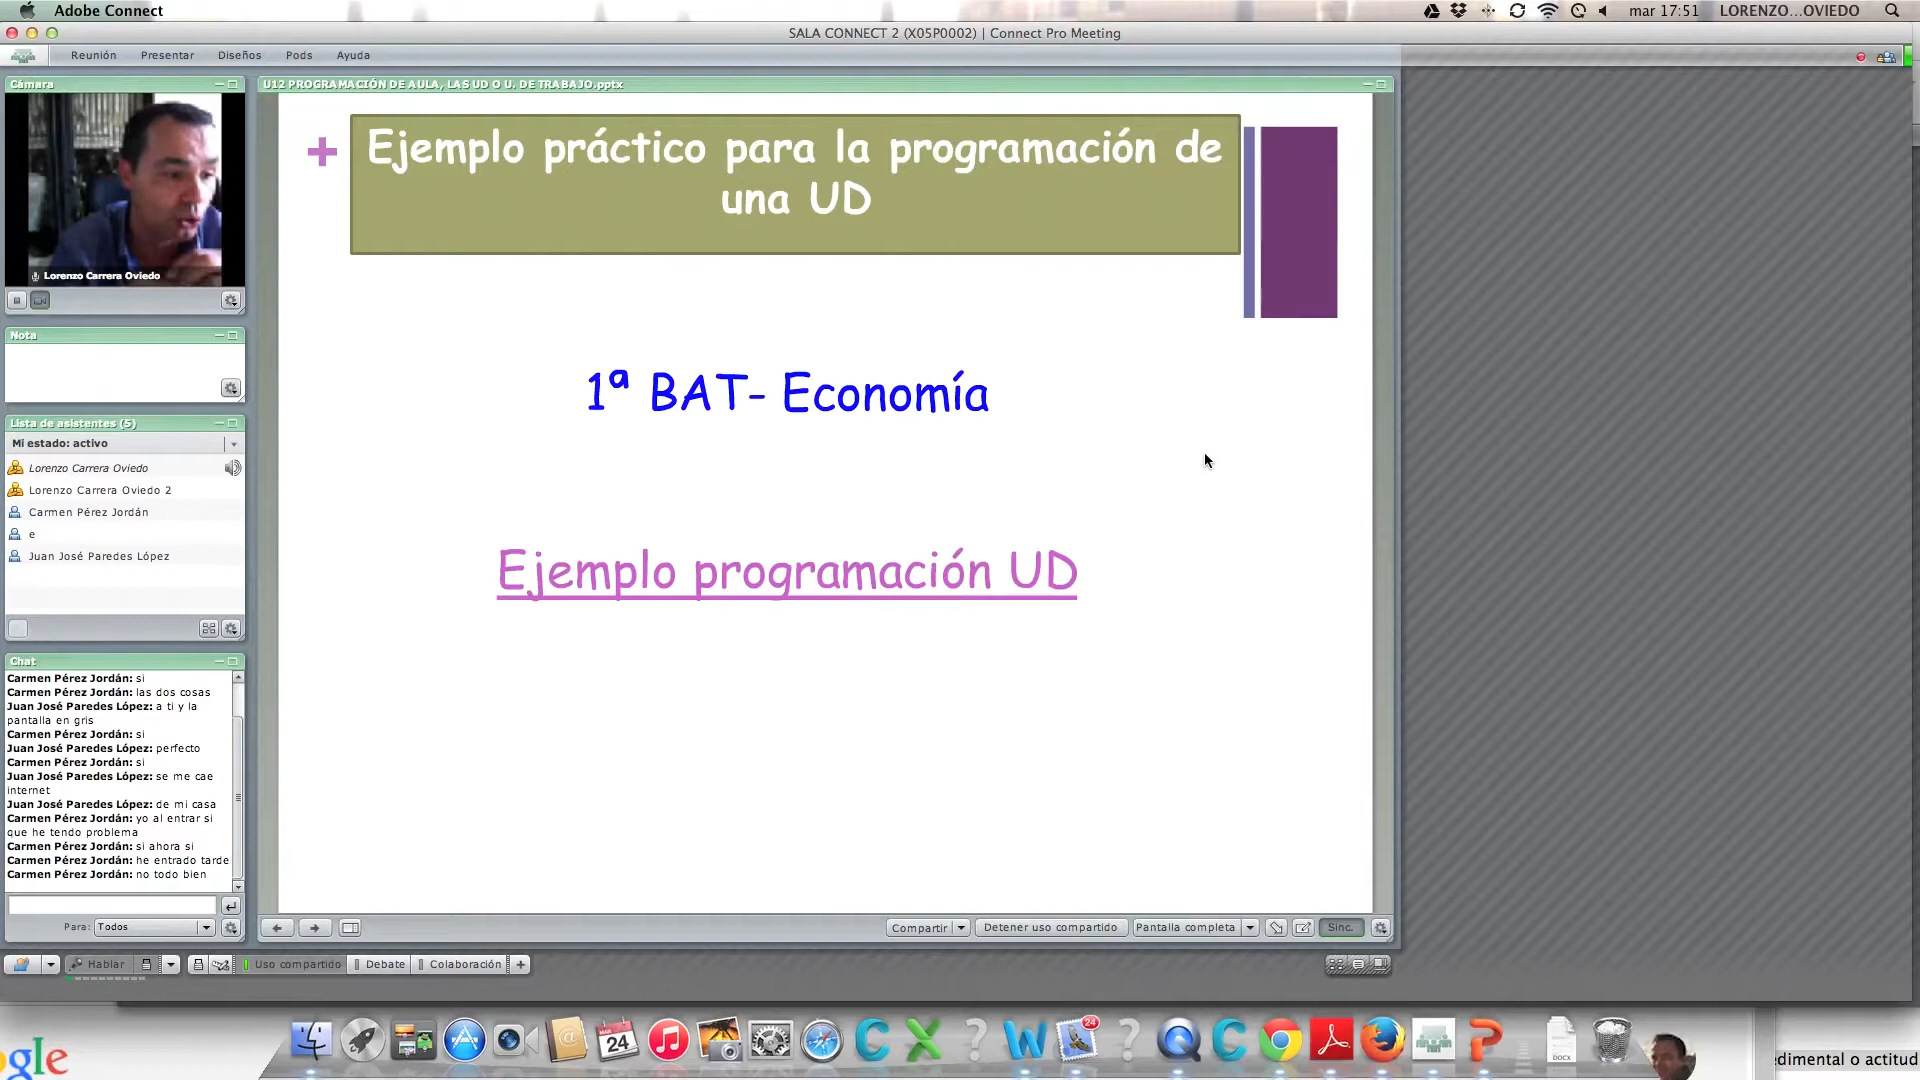 Adobe Connect
mar 17:51
LORENZO...OVIEDO
SALA CONNECT 2 (X05P0002) | Connect Pro Meeting
Reunión
Presentar
Diseños
Pods
Ayuda
Cámara
Lorenzo Carrera Oviedo
Nota
Lista de asistentes (5)
Mi estado: activo
Lorenzo Carrera Oviedo
Lorenzo Carrera Oviedo 2
Carmen Pérez Jordán
e
Juan José Paredes López
Chat
Carmen Pérez Jordán: si
Carmen Pérez Jordán: las dos cosas
Juan José Paredes López: a ti y la
pantalla en gris
Carmen Pérez Jordán: si
Juan José Paredes López: perfecto
Carmen Pérez Jordán: si
Juan José Paredes López: se me cae
internet
Juan José Paredes López: de mi casa
Carmen Pérez Jordán: yo al entrar si
que he tendo problema
Carmen Pérez Jordán: si ahora si
Carmen Pérez Jordán: he entrado tarde
Carmen Pérez Jordán: no todo bien
Para:
Todos
U12 PROGRAMACIÓN DE AULA, LAS UD O U. DE TRABAJO.pptx
Ejemplo práctico para la programación de
una UD
1ª BAT- Economía
Ejemplo programación UD
Compartir
Detener uso compartido
Pantalla completa
Sinc.
Hablar
Uso compartido
Debate
Colaboración
24
24
DOCX
gle
edimental o actitud